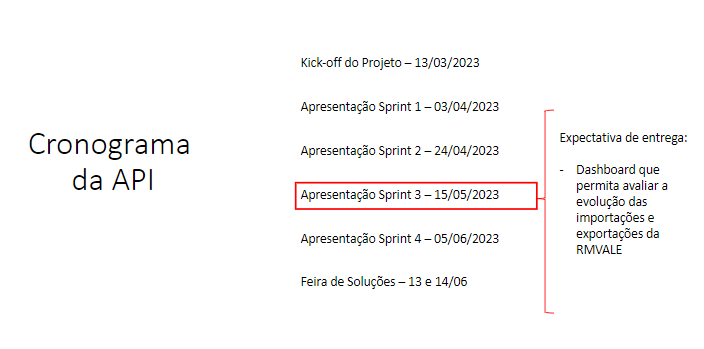 Cronograma
da API
Kick-off do Projeto – 13/03/2023
Apresentação Sprint 1 – 03/04/2023
Apresentação Sprint 2 – 24/04/2023
Apresentação Sprint 3 – 15/05/2023
Apresentação Sprint 4 – 05/06/2023
Feira de Soluções – 13 e 14/06
Expectativa de entrega:
- Dashboard que
permita avaliar a
evolução das
importações e
exportações da
RMVALE